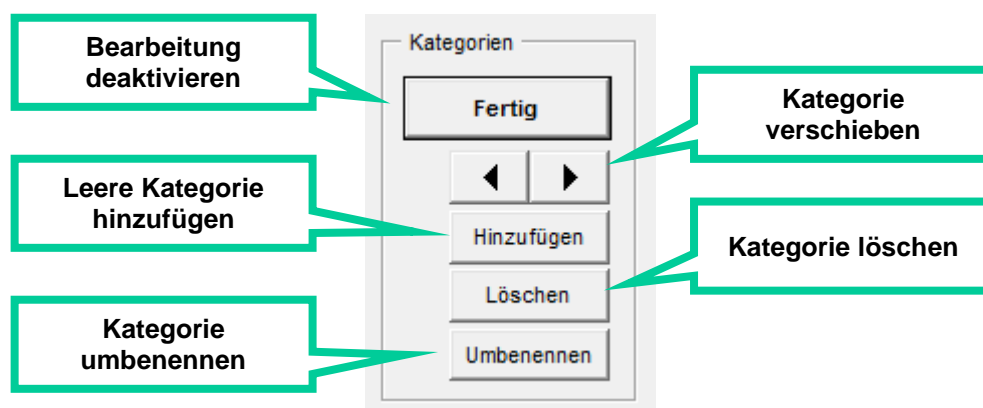 Bearbeitung
deaktivieren
Kategorien
Fertig
Kategorie
verschieben
Leere Kategorie
hinzufügen
Hinzufügen
Kategorie löschen
Löschen
Kategorie
umbenennen
Umbenennen